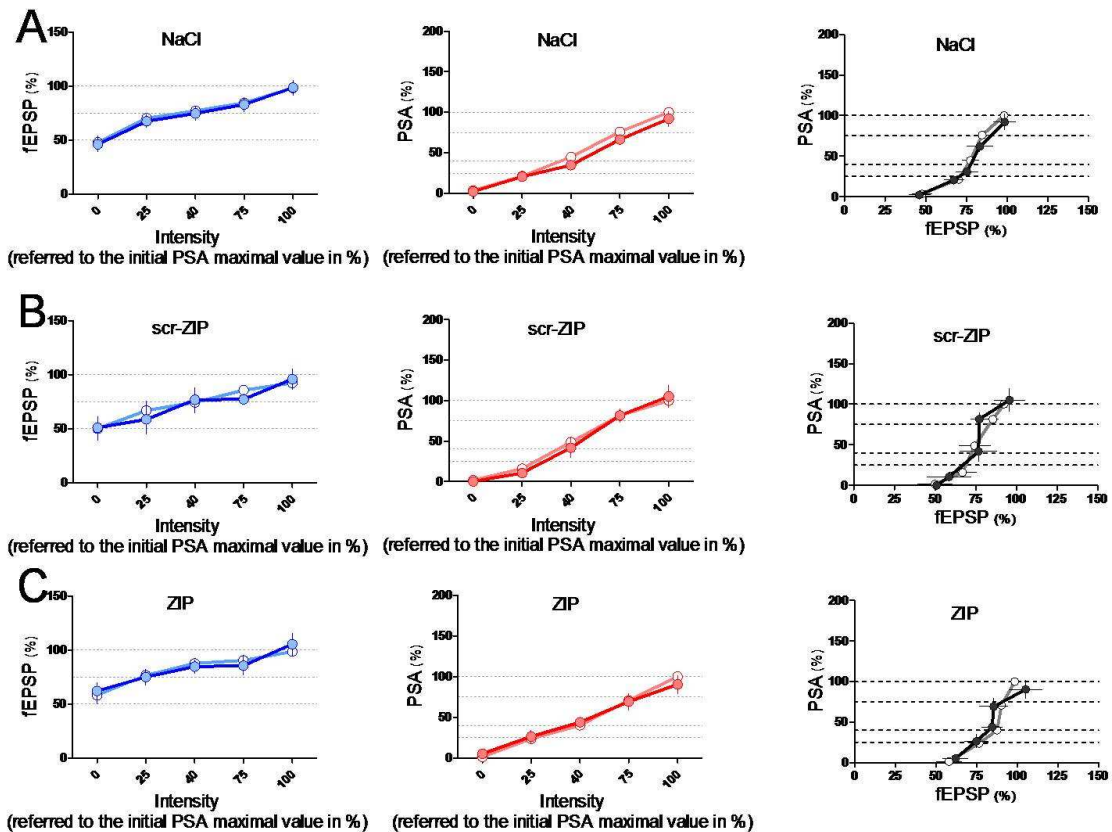 A
NaCl
fEPSP (%)
150
100
50
0
0 25 40 75 100
Intensity
(referred to the initial PSA maximal value in %)
NaCl
PSA (%)
200
150
100
50
0
0 25 40 75 100
Intensity
(referred to the initial PSA maximal value in %)
NaCl
PSA (%)
200
150
100
50
0
0 25 50 75 100 125 150
fEPSP (%)
B
scr-ZIP
fEPSP (%)
150
100
50
0
0 25 40 75 100
Intensity
(referred to the initial PSA maximal value in %)
scr-ZIP
PSA (%)
200
150
100
50
0
0 25 40 75 100
Intensity
(referred to the initial PSA maximal value in %)
scr-ZIP
PSA (%)
200
150
100
50
0
0 25 50 75 100 125 150
fEPSP (%)
C
ZIP
fEPSP (%)
150
100
50
0
0 25 40 75 100
Intensity
(referred to the initial PSA maximal value in %)
ZIP
PSA (%)
200
150
100
50
0
0 25 40 75 100
Intensity
(referred to the initial PSA maximal value in %)
ZIP
PSA (%)
200
150
100
50
0
0 25 50 75 100 125 150
fEPSP (%)